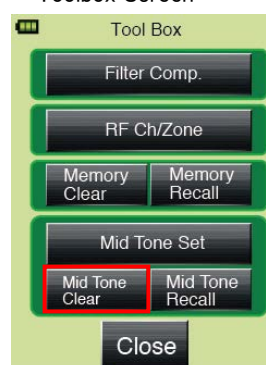 Toolbox Screen
Tool Box
Filter Comp.
RF Ch/Zone
Memory Clear
Memory Recall
Mid Tone Set
Mid Tone Clear
Mid Tone Recall
Close